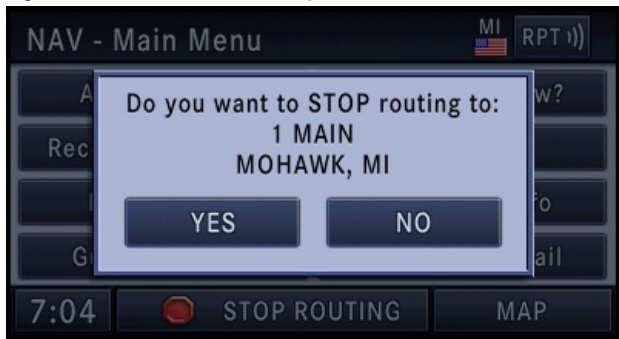 NAV - Main Menu
MI
RPT
Do you want to STOP routing to:
1 MAIN
MOHAWK, MI
YES
NO
7:04
STOP ROUTING
MAP